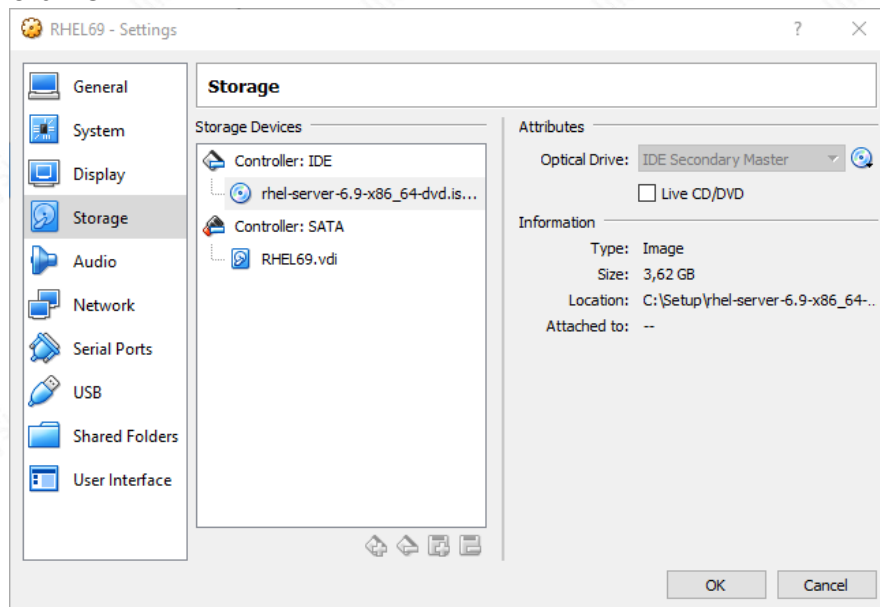 RHEL69 - Settings
?
General
System
Display
Storage
Audio
Network
Serial Ports
USB
Shared Folders
User Interface
Storage
Storage Devices
Controller: IDE
rhel-server-6.9-x86_64-dvd.is...
Controller: SATA
RHEL69.vdi
Attributes
Optical Drive: IDE Secondary Master
Live CD/DVD
Information
Type: Image
Size: 3,62 GB
Location: C:\Setup\rhel-server-6.9-x86_64-..
Attached to: --
OK Cancel